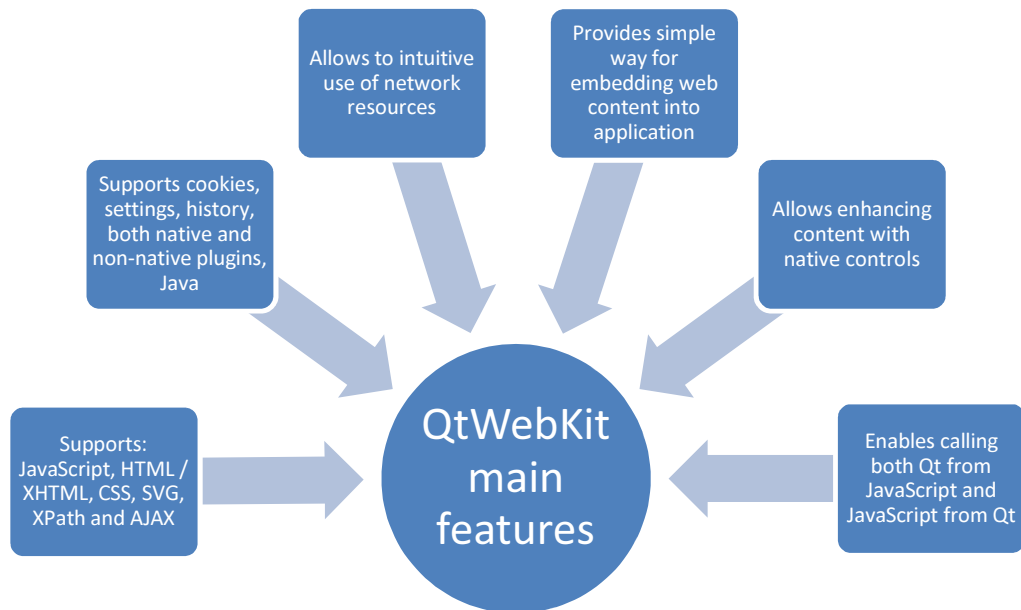 Allows to intuitive
use of network
resources
Provides simple
way for
embedding web
content into
application
Supports cookies,
settings, history,
both native and
non-native plugins,
Java
Allows enhancing
content with
native controls
QtWebKit
main
features
Supports:
JavaScript, HTML /
XHTML, CSS, SVG,
XPath and AJAX
Enables calling
both Qt from
JavaScript and
JavaScript from Qt